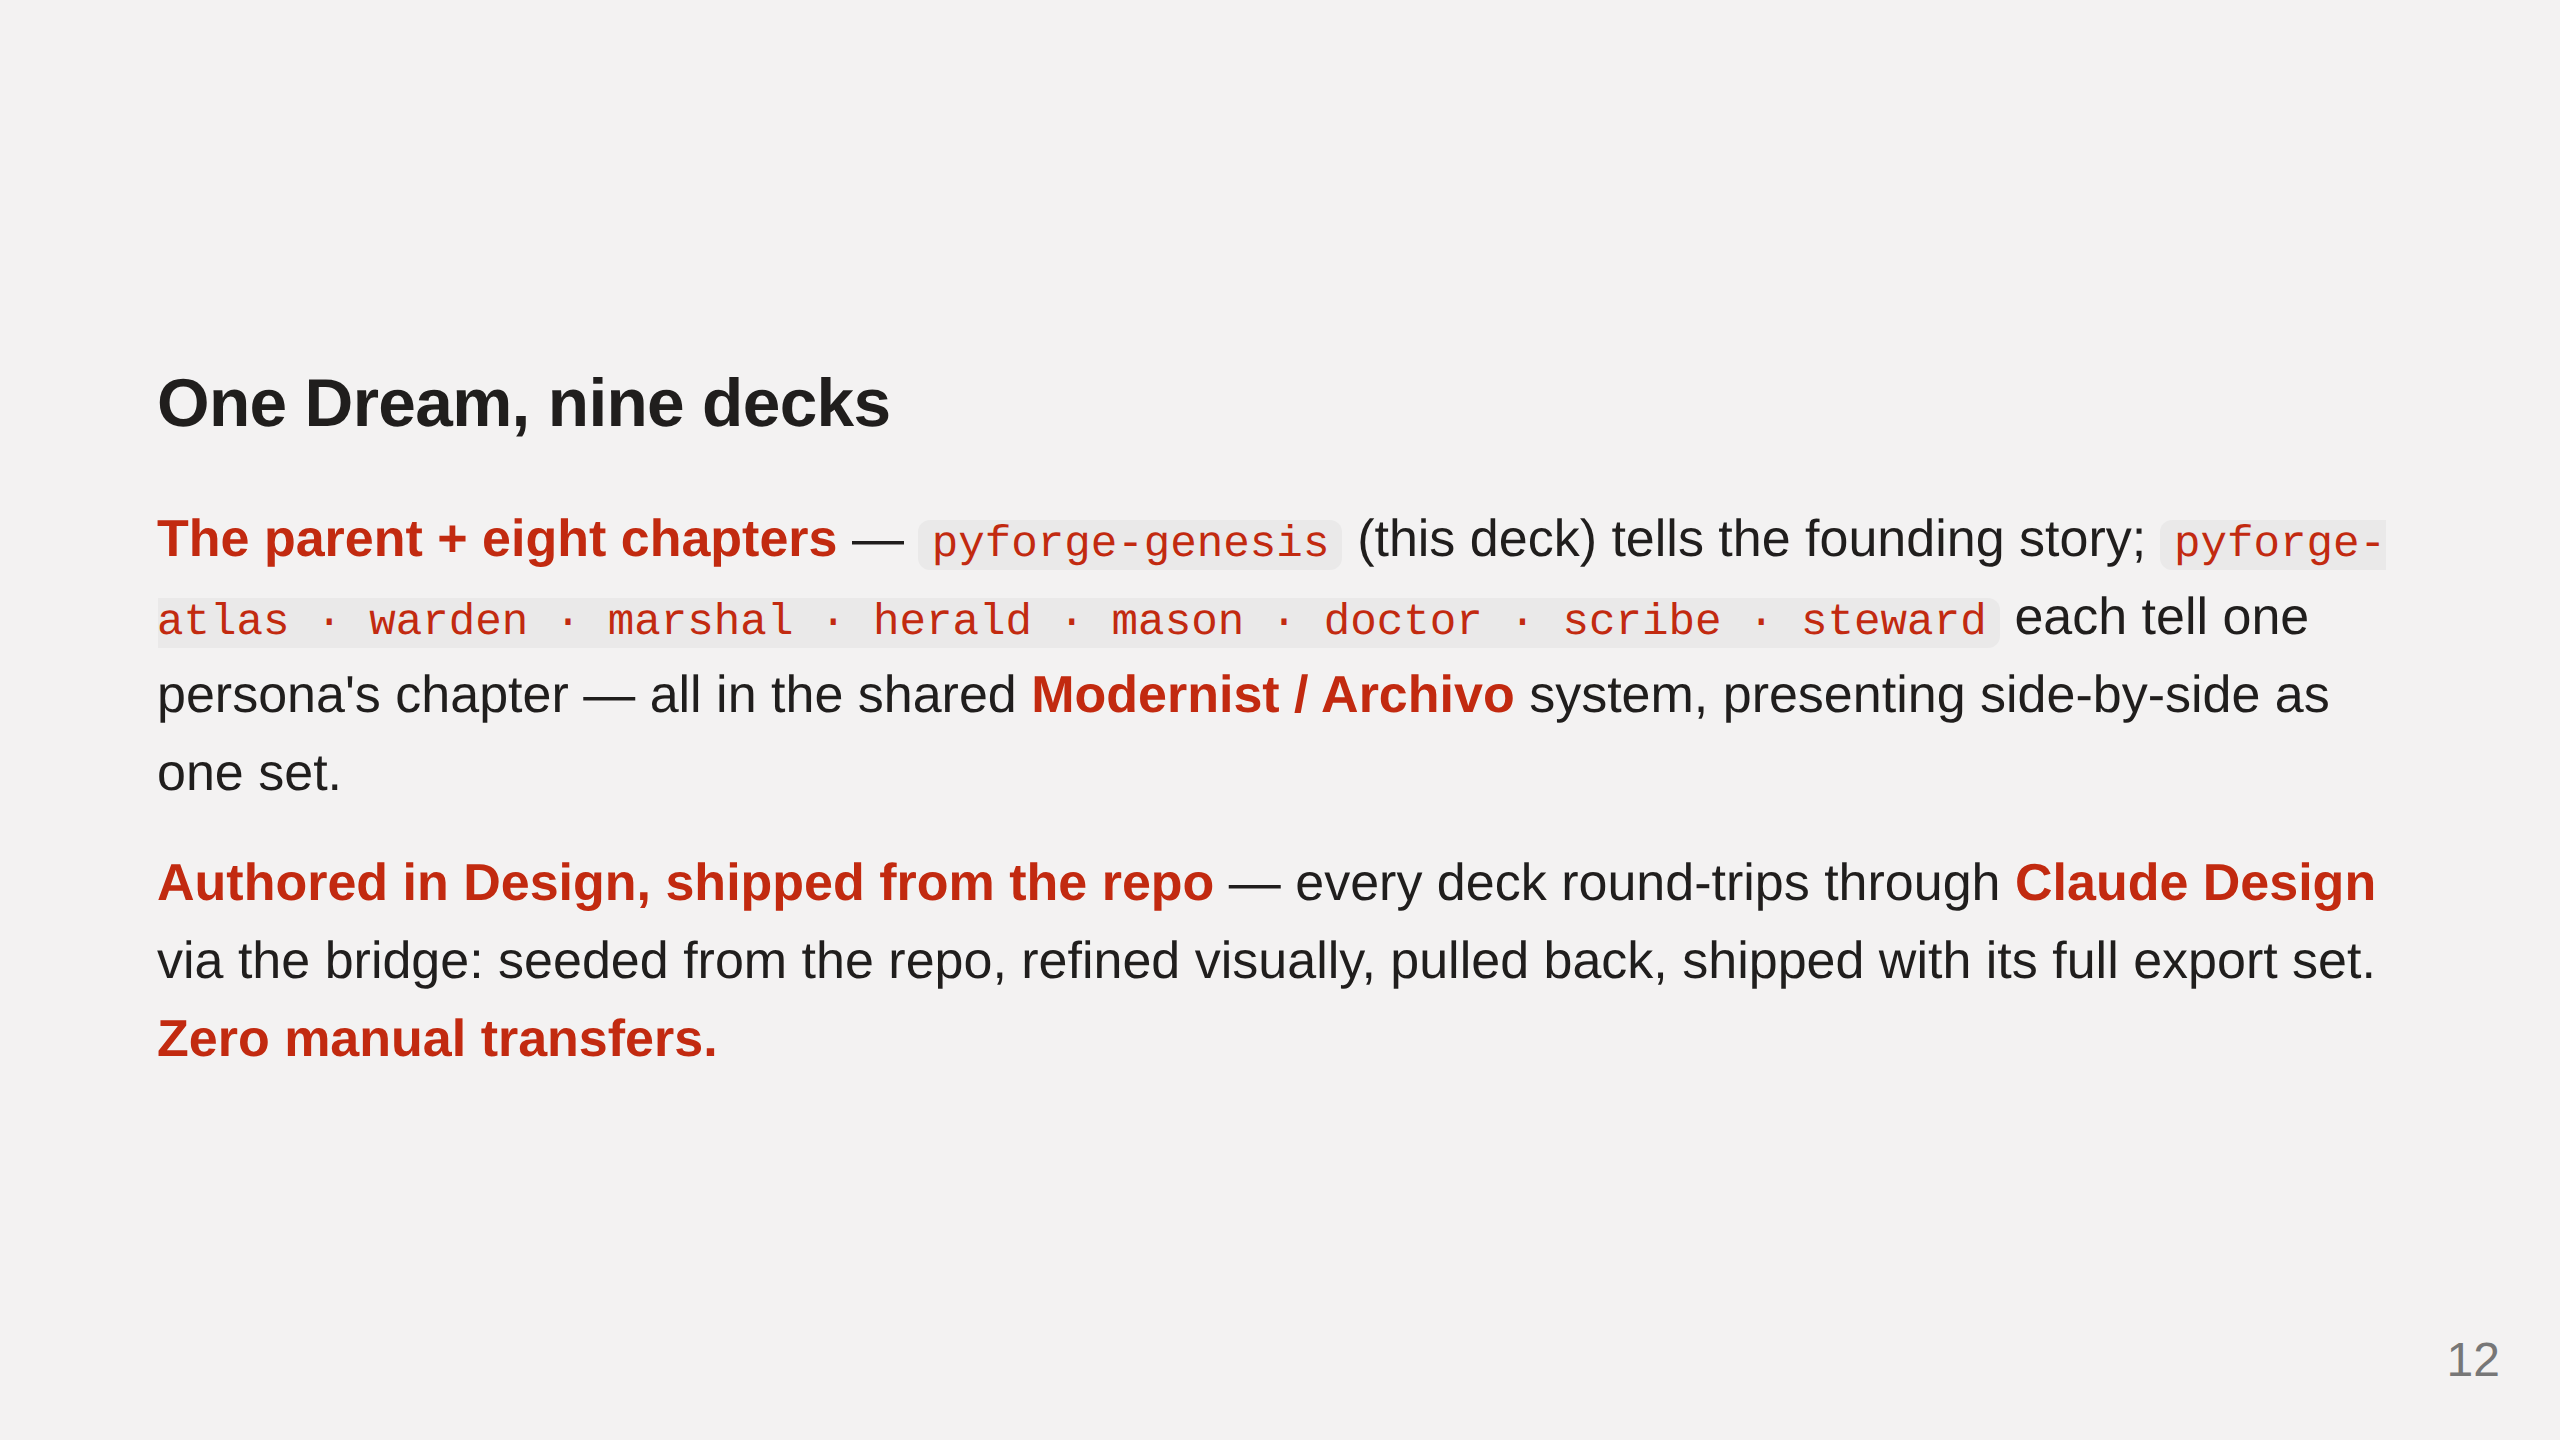 One Dream, nine decks
The parent + eight chapters — pyforge-genesis (this deck) tells the founding story; pyforge-
atlas · warden · marshal · herald · mason · doctor · scribe · steward each tell one
persona's chapter — all in the shared Modernist / Archivo system, presenting side-by-side as
one set.
Authored in Design, shipped from the repo — every deck round-trips through Claude Design
via the bridge: seeded from the repo, refined visually, pulled back, shipped with its full export set.
Zero manual transfers.
12